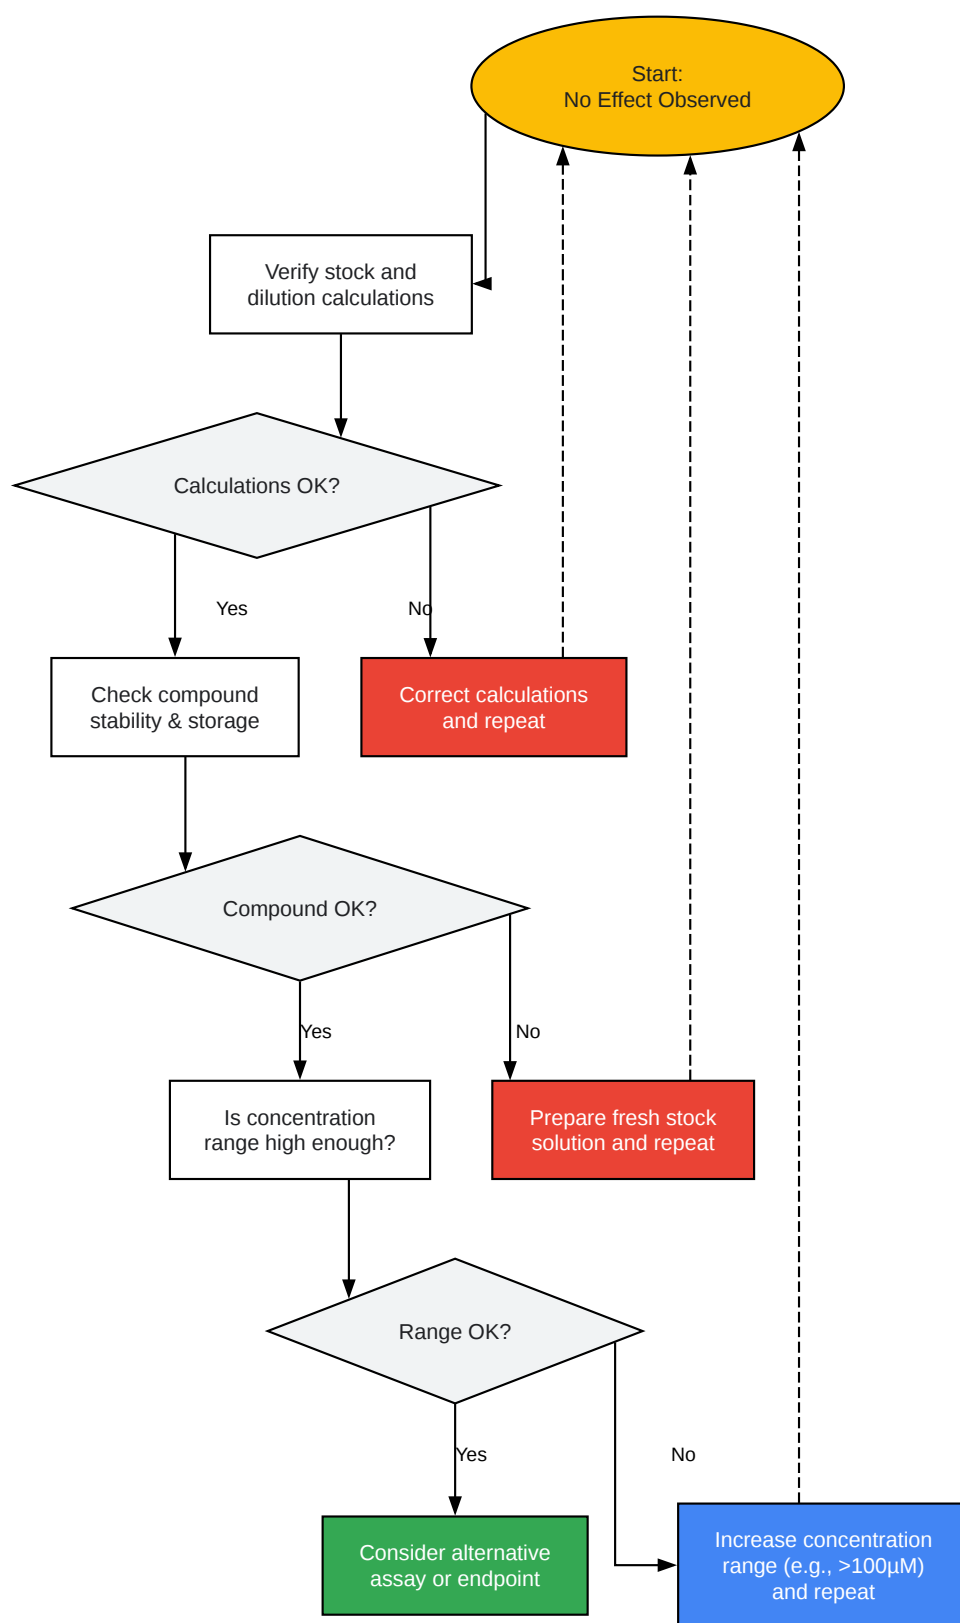 Start:
No Effect Observed
Verify stock and
dilution calculations
Calculations OK?
Yes
No
Check compound
stability & storage
Correct calculations
and repeat
Compound OK?
Yes
No
Is concentration
range high enough?
Prepare fresh stock
solution and repeat
Range OK?
Yes
No
Consider alternative
assay or endpoint
Increase concentration
range (e.g., >100µM)
and repeat